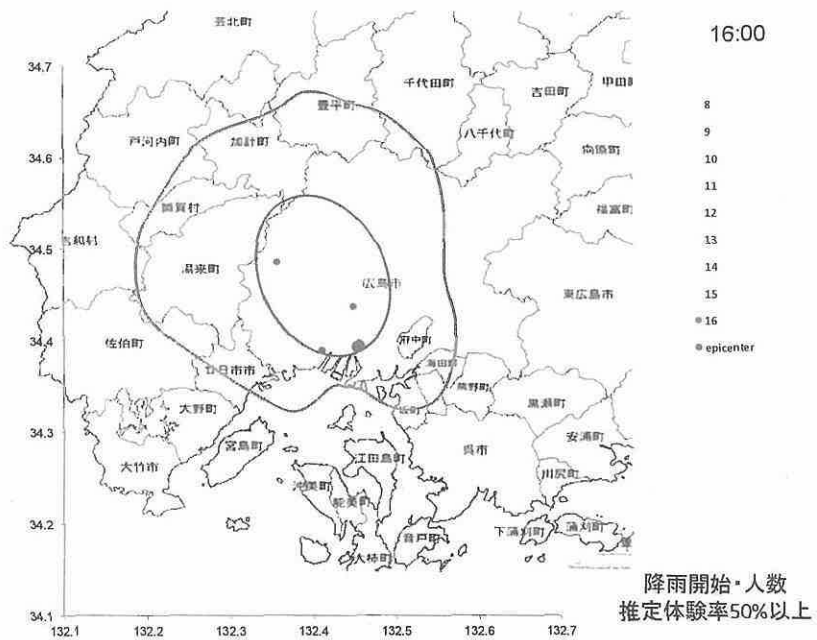 16:00
芸北町
34.7
千代田町
吉田町
豊平町
8
戸河内町
加計町
八千代町
9
34.6
向原町
10
11
筒賀村
福富町
12
吉和村
34.5
13
湯来町
広島市
14
東広島市
15
佐伯町
34.4
府中町
16
海田町
epicenter
廿日市市
熊野町
大野町
坂町
黒瀬町
34.3
安浦町
宮島町
呉市
大竹市
江田島町
川尻町
沖美町
能美町
34.2
下蒲刈町
蒲刈町
音戸町
大柿町
降雨開始・人数
推定体験率50%以上
34.1
132.1
132.2
132.3
132.4
132.5
132.6
132.7